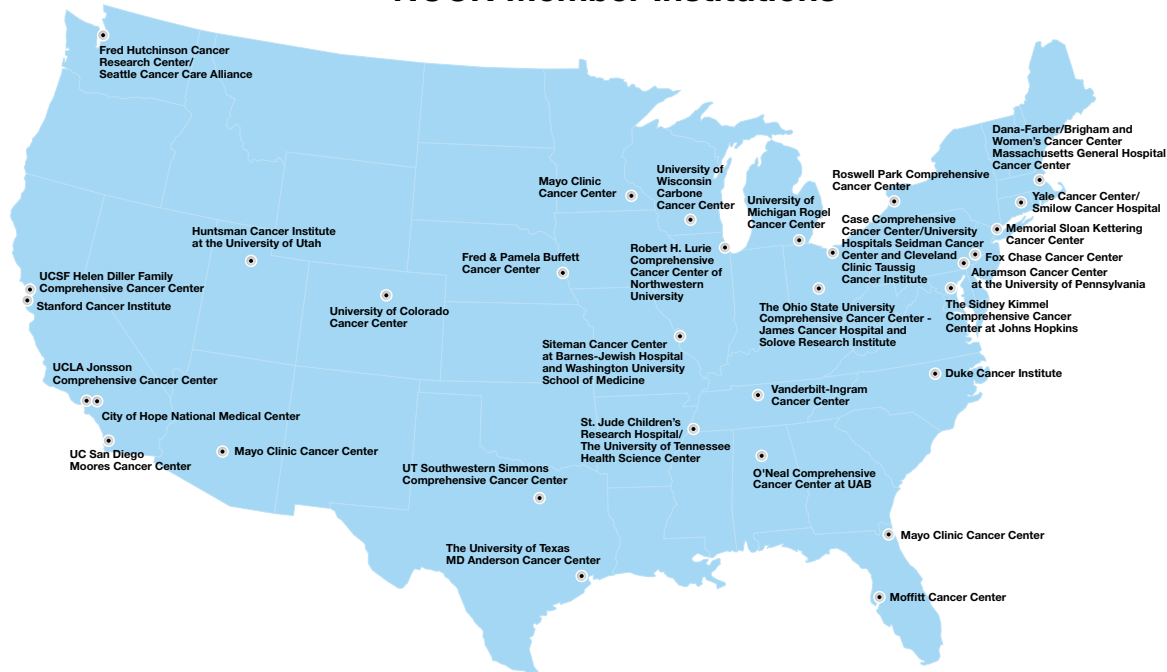 NCCN Member Institutions
Fred Hutchinson Cancer
Research Center/
Seattle Cancer Care Alliance
Dana-Farber/Brigham and
Women's Cancer Center
Massachusetts General Hospital
Cancer Center
Roswell Park Comprehensive
Cancer Center
Mayo Clinic
Cancer Center
University of
Wisconsin
Carbone
Cancer Center
University of
Michigan Rogel
Cancer Center
Yale Cancer Center/
Smilow Cancer Hospital
Case Comprehensive
Cancer Center/University
Hospitals Seidman Cancer
Center and Cleveland
Clinic Taussig
Cancer Institute
Memorial Sloan Kettering
Cancer Center
Huntsman Cancer Institute
at the University of Utah
Fred & Pamela Buffett
Cancer Center
Robert H. Lurie
Comprehensive
Cancer Center of
Northwestern
University
Fox Chase Cancer Center
Abramson Cancer Center
at the University of Pennsylvania
UCSF Helen Diller Family
Comprehensive Cancer Center
Stanford Cancer Institute
University of Colorado
Cancer Center
The Ohio State University
Comprehensive Cancer Center -
James Cancer Hospital and
Solove Research Institute
The Sidney Kimmel
Comprehensive Cancer
Center at Johns Hopkins
Siteman Cancer Center
at Barnes-Jewish Hospital
and Washington University
School of Medicine
UCLA Jonsson
Comprehensive Cancer Center
Duke Cancer Institute
Vanderbilt-Ingram
Cancer Center
City of Hope National Medical Center
St. Jude Children's
Research Hospital/
The University of Tennessee
Health Science Center
UC San Diego
Moores Cancer Center
Mayo Clinic Cancer Center
UT Southwestern Simmons
Comprehensive Cancer Center
O'Neal Comprehensive
Cancer Center at UAB
Mayo Clinic Cancer Center
The University of Texas
MD Anderson Cancer Center
Moffitt Cancer Center